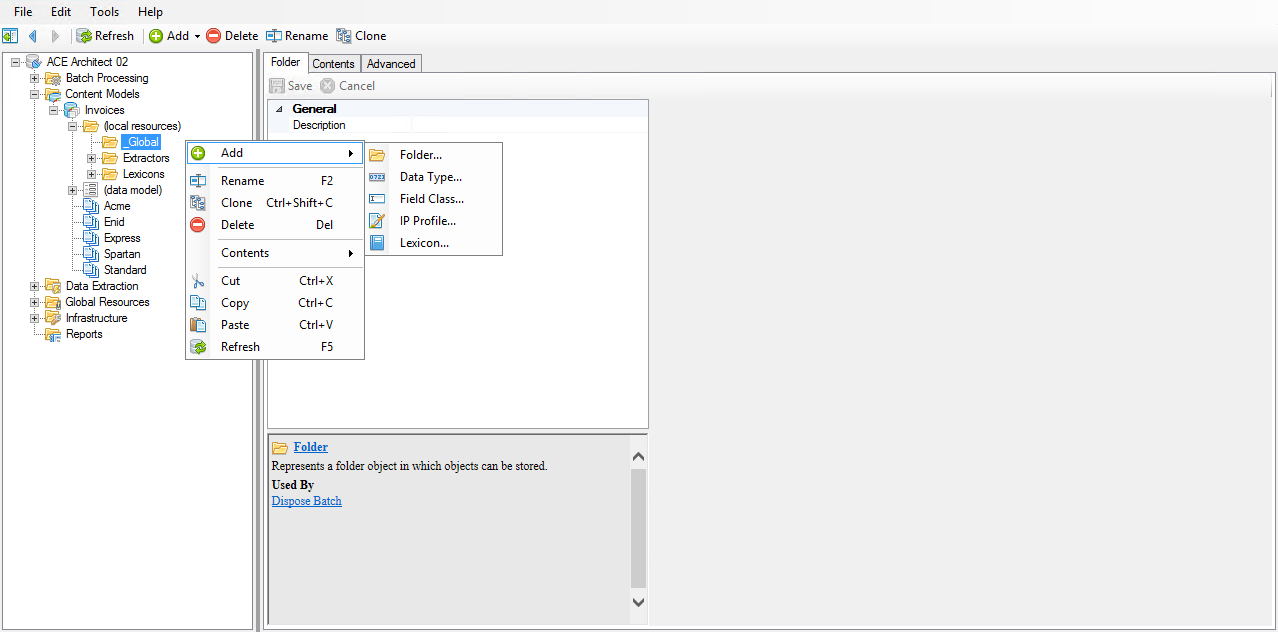 File Edit Tools Help
Refresh Add Delete Rename Clone
ACE Architect 02
Batch Processing
Content Models
Invoices
(local resources)
_Global
Extractors
Lexicons
(data model)
Acme
Enid
Express
Spartan
Standard
Data Extraction
Global Resources
Infrastructure
Reports
Folder Contents Advanced
Save Cancel
General
Description
Add
Rename F2
Clone Ctrl+Shift+C
Delete Del
Contents
Cut Ctrl+X
Copy Ctrl+C
Paste Ctrl+V
Refresh F5
Folder...
Data Type...
Field Class...
IP Profile...
Lexicon...
Folder
Represents a folder object in which objects can be stored.
Used By
Dispose Batch